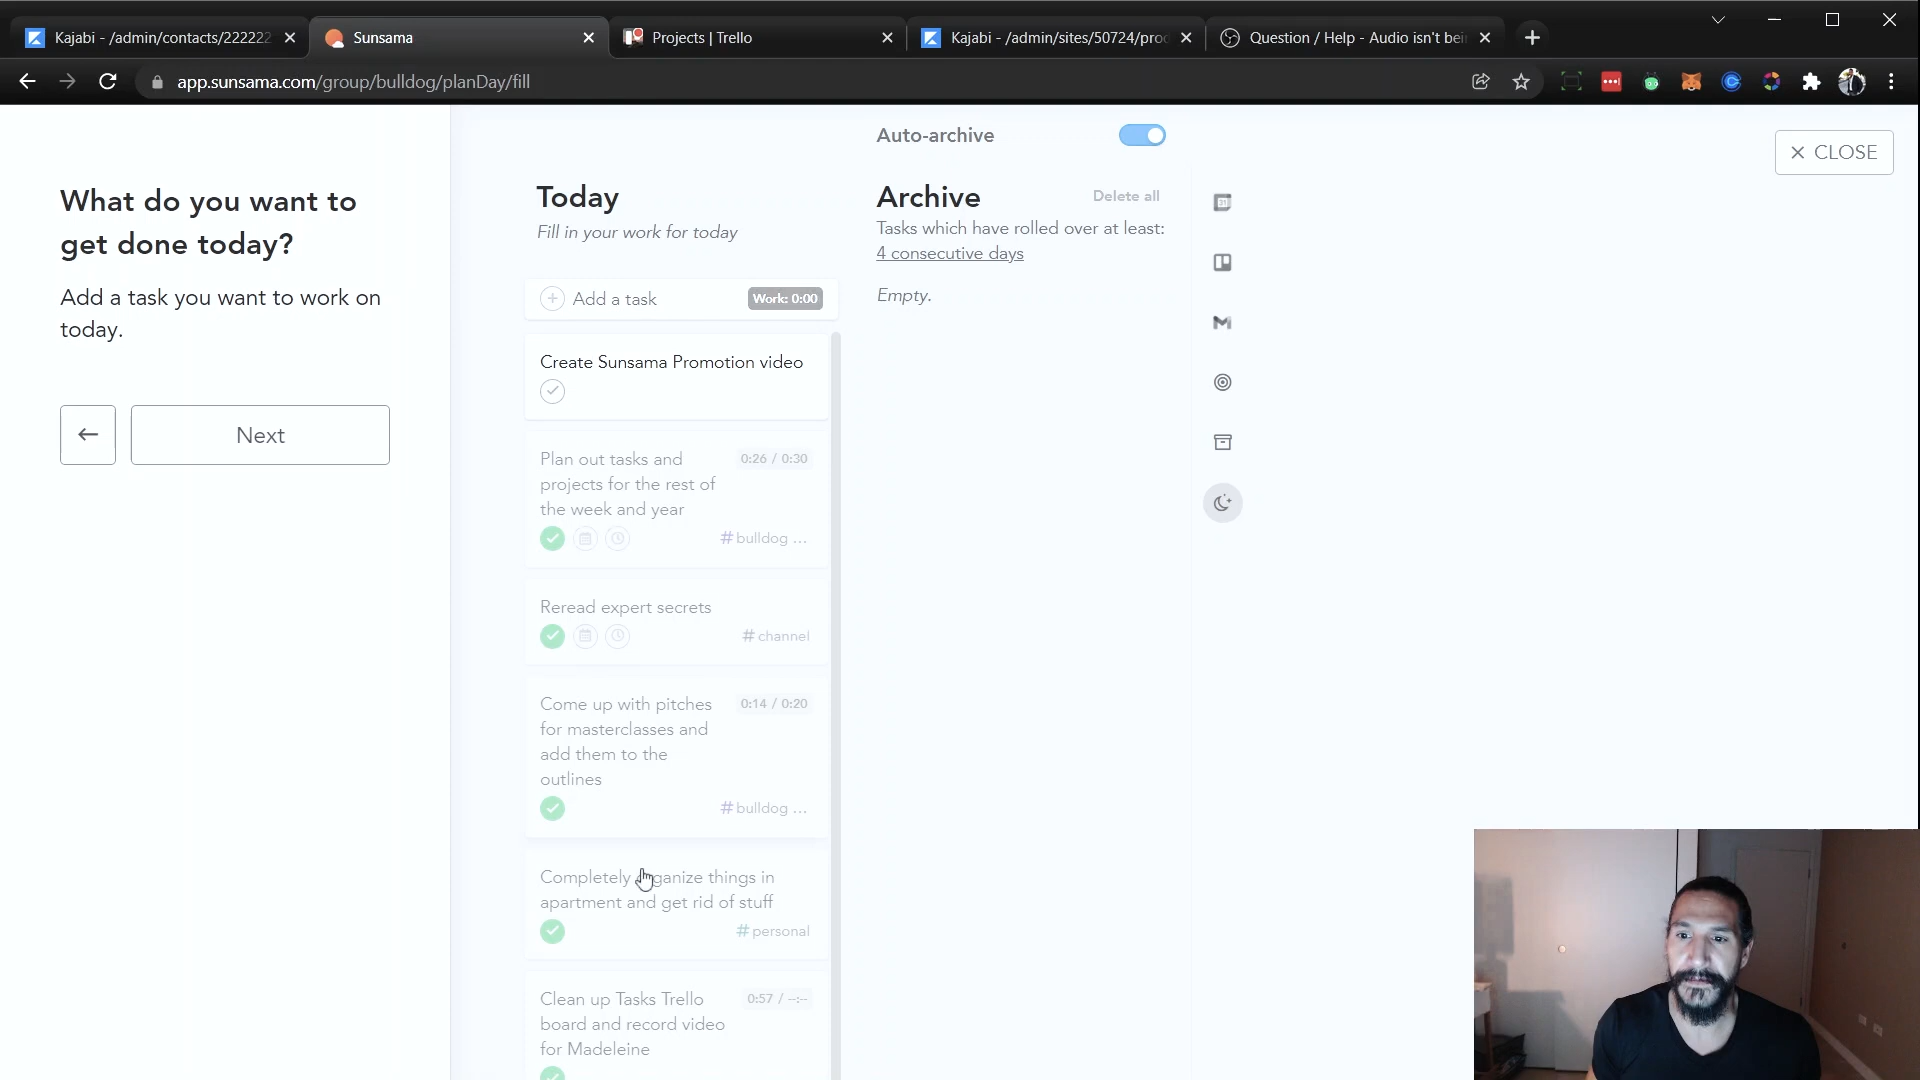 Kajabi - /admin/contacts/222222
Sunsama
Projects | Trello
Kajabi - /admin/sites/50724/pro
Question / Help - Audio isn't bei
app.sunsama.com/group/bulldog/planDay/fill
What do you want to
get done today?
Add a task you want to work on
today.
Next
Today
Fill in your work for today
Add a task
Work: 0:00
Create Sunsama Promotion video
Plan out tasks and
projects for the rest of
the week and year
0:26 / 0:30
#bulldog ...
Reread expert secrets
#channel
Come up with pitches
for masterclasses and
add them to the
outlines
0:14 / 0:20
#bulldog ...
Completely organize things in
apartment and get rid of stuff
#personal
Clean up Tasks Trello
board and record video
for Madeleine
0:57 / --:--
Auto-archive
Archive
Delete all
Tasks which have rolled over at least:
4 consecutive days
Empty.
31
CLOSE